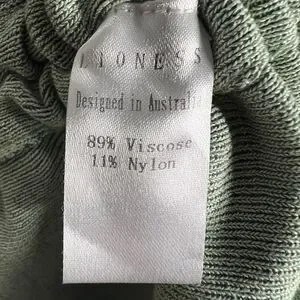 LIONESS
Designed in Australia
89% Viscose
11% Nylon